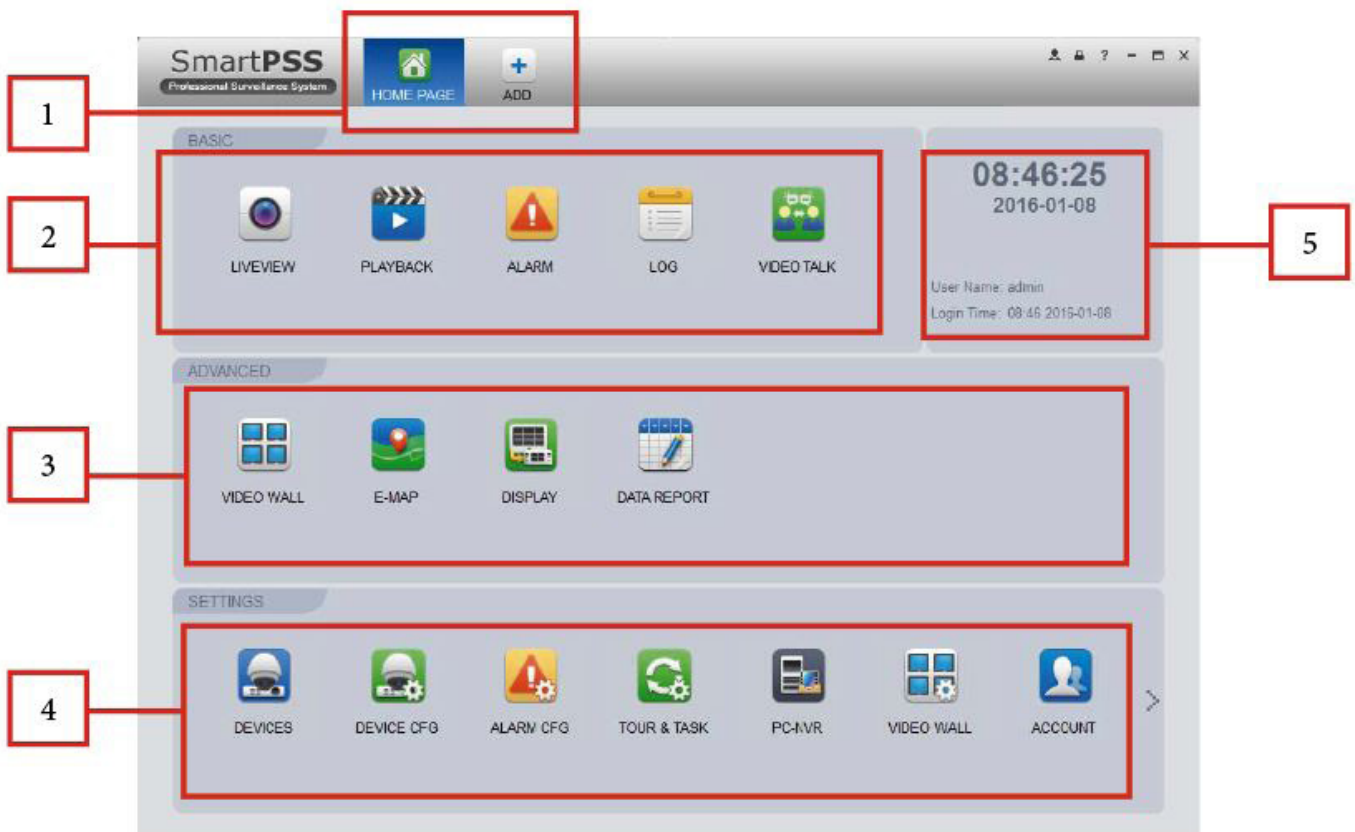 SmartPSS
Professional Surveillance System
HOME PAGE
ADD
?
1
BASIC
LIVEVIEW
PLAYBACK
ALARM
LOG
VIDEO TALK
2
08:46:25
2016-01-08
User Name: admin
Login Time: 08:46 2016-01-08
5
ADVANCED
VIDEO WALL
E-MAP
DISPLAY
DATA REPORT
3
SETTINGS
DEVICES
DEVICE CFG
ALARM CFG
TOUR & TASK
PC-NVR
VIDEO WALL
ACCOUNT
4